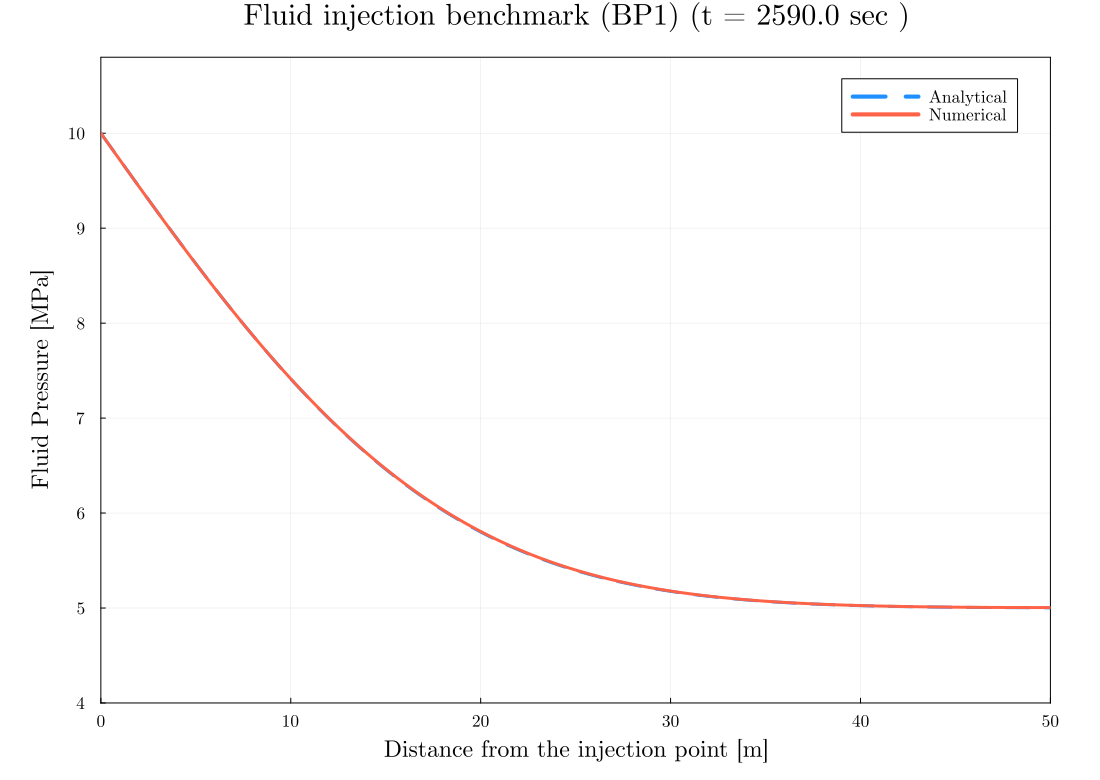 Fluid injection benchmark (BP1) (t = 2590.0 sec )
Analytical
Numerical
Fluid Pressure [MPa]
10
9
8
7
6
5
4
0 10 20 30 40 50
Distance from the injection point [m]